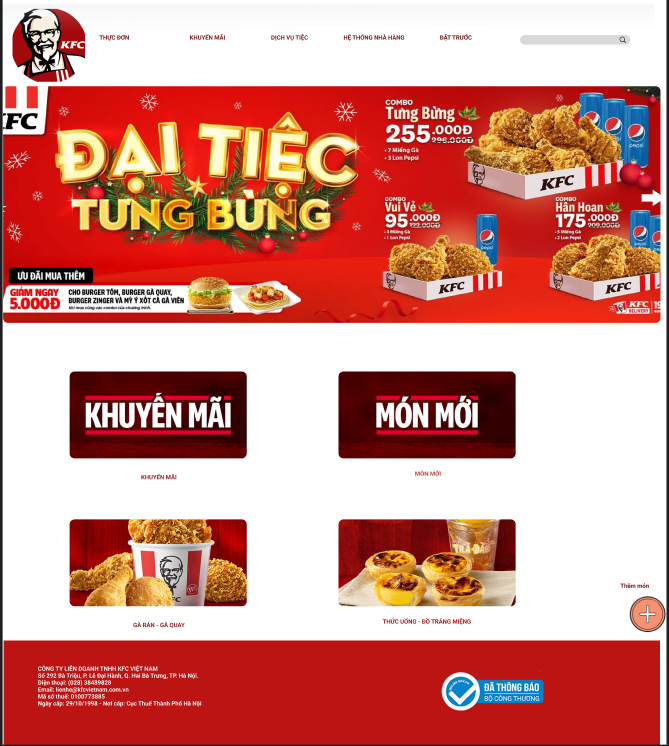 KFC
THỰC ĐƠN
KHUYẾN MÃI
DỊCH VỤ TIỆC
HỆ THỐNG NHÀ HÀNG
ĐẶT TRƯỚC
KFC
ĐẠI TIỆC
TƯNG BỪNG
COMBO
Tưng Bừng
255.000Đ
296.000Đ
• 7 Miếng Gà
• 3 Lon Pepsi
pepsi
KFC
COMBO
Vui Vẻ
95.000Đ
• 3 Miếng Gà
• 1 Lon Pepsi
pepsi
KFC
COMBO
Hân Hoan
175.000Đ
209.000Đ
• 5 Miếng Gà
• 2 Lon Pepsi
KFC
ƯU ĐÃI MUA THÊM
GIẢM NGAY
5.000Đ
CHO BURGER TÔM, BURGER GÀ QUAY,
BURGER ZINGER VÀ MỲ Ý XỐT CÀ GÀ VIÊN
Khi mua cùng các combo của chương trình.
KFC
DELIVERY
KHUYẾN MÃI
MÓN MỚI
KHUYẾN MÃI
MÓN MỚI
TRÀ ĐÀO
GÀ RÁN - GÀ QUAY
THỨC UỐNG - ĐỒ TRÁNG MIỆNG
Thêm món
CÔNG TY LIÊN DOANH TNHH KFC VIỆT NAM
Số 292 Bà Triệu, P. Lê Đại Hành, Q. Hai Bà Trưng, TP. Hà Nội.
Điện thoại: (028) 38489828
Email: lienhe@kfcvietnam.com.vn
Mã số thuế: 0100773885
Ngày cấp: 29/10/1998 - Nơi cấp: Cục Thuế Thành Phố Hà Nội
ĐÃ THÔNG BÁO
BỘ CÔNG THƯƠNG